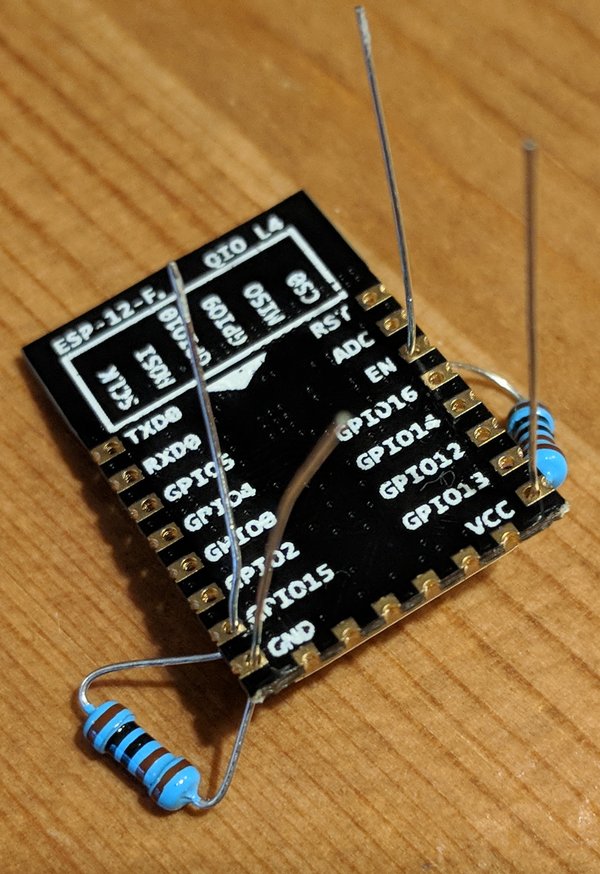 ESP-12-F. QIO L4
SCLK
MOSI
GPIO9
MISO
CS0
TXD0
RXD0
GPIO5
GPIO4
GPIO0
GPIO2
GPIO15
GND
RST
ADC
EN
GPIO16
GPIO14
GPIO12
GPIO13
VCC